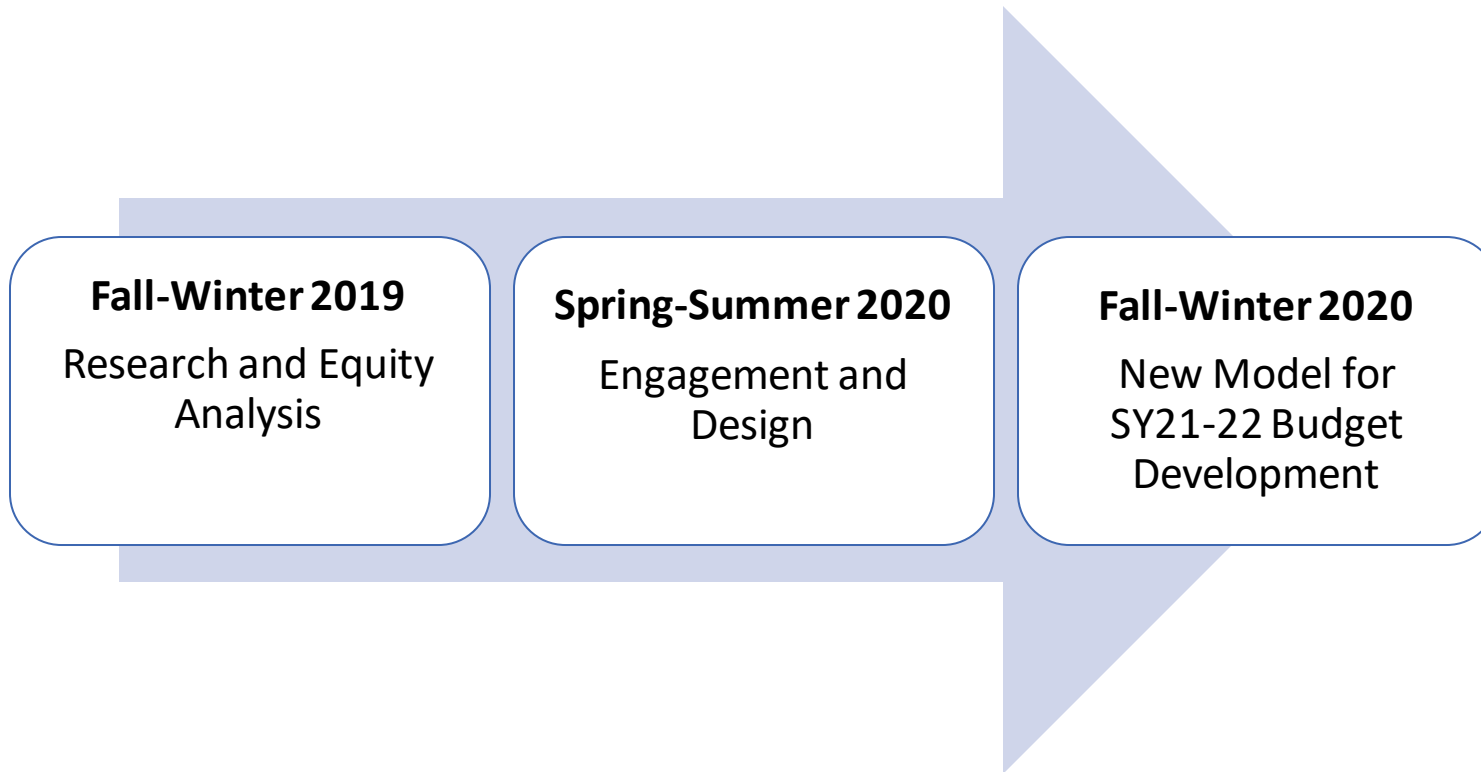 Fall-Winter 2019
Research and Equity
Analysis
Spring-Summer 2020
Engagement and
Design
Fall-Winter 2020
New Model for
SY21-22 Budget
Development